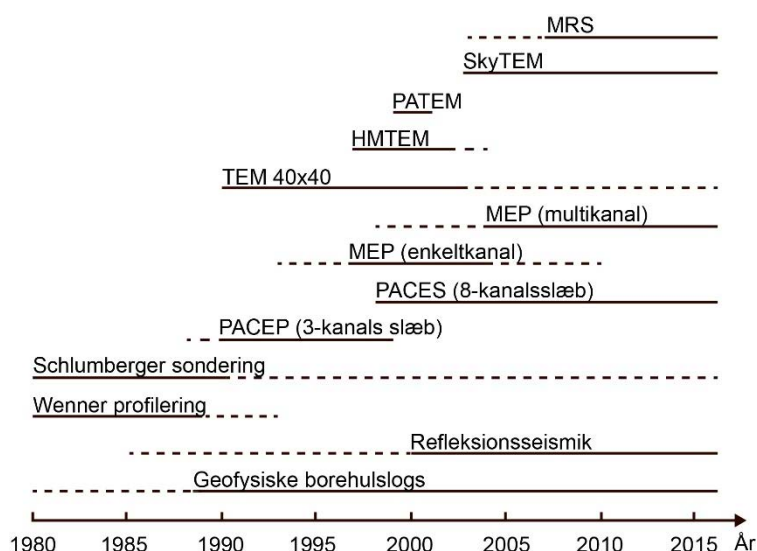 MRS
SkyTEM
PATEM
HMTEM
TEM 40x40
MEP (multikanal)
MEP (enkeltkanal)
PACES (8-kanalsslæb)
PACEP (3-kanals slæb)
Schlumberger sondering
Wenner profilering
Refleksionsseismik
Geofysiske borehulslogs
1980 1985 1990 1995 2000 2005 2010 2015 År